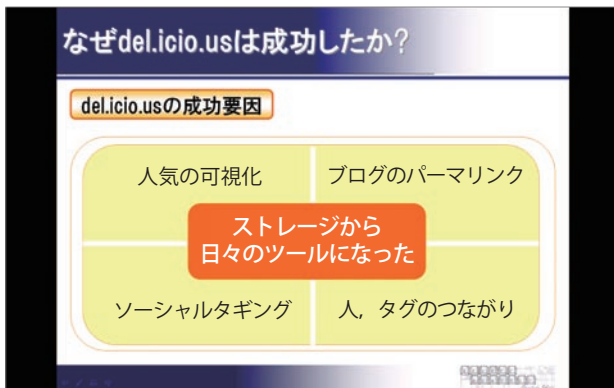 なぜdel.icio.usは成功したか?
del.icio.usの成功要因
人気の可視化
ブログのパーマリンク
ストレージから
日々のツールになった
ソーシャルタギング
人，タグのつながり